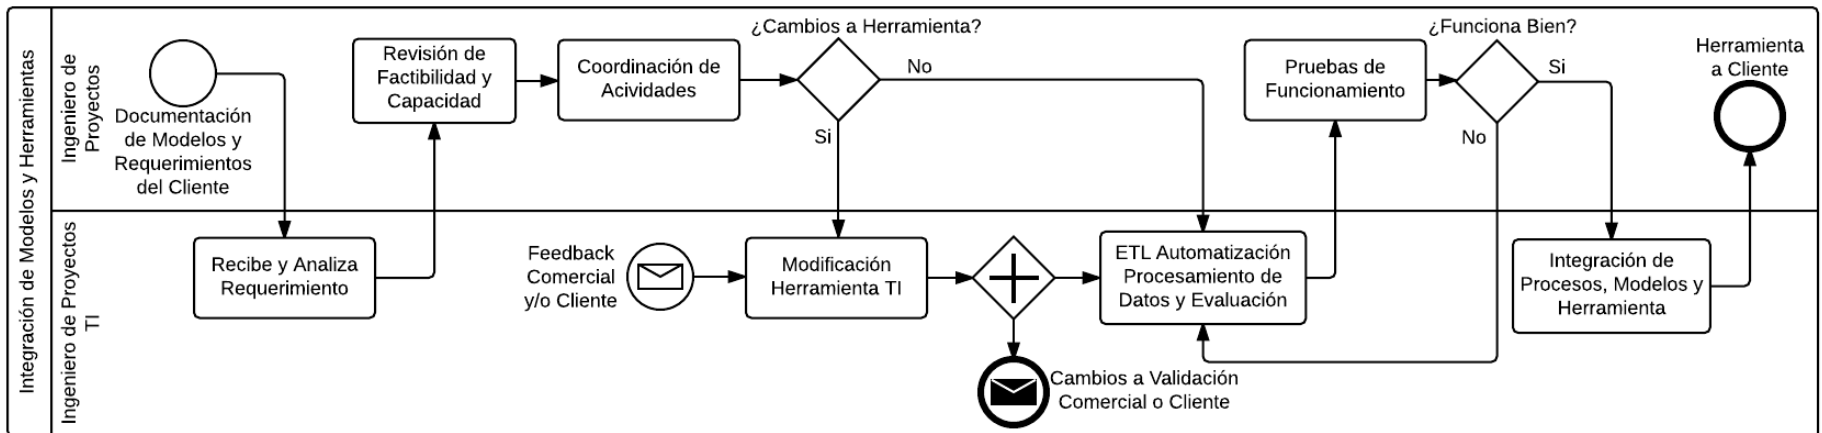 Integración de Modelos y Herramientas
Ingeniero de
Proyectos
Documentación
de Modelos y
Requerimientos
del Cliente
Revisión de
Factibilidad y
Capacidad
Coordinación de
Acividades
¿Cambios a Herramienta?
No
Si
Pruebas de
Funcionamiento
¿Funciona Bien?
Si
No
Herramienta
a Cliente
Ingeniero de Proyectos
TI
Recibe y Analiza
Requerimiento
Feedback
Comercial
y/o Cliente
Modificación
Herramienta TI
ETL Automatización
Procesamiento de
Datos y Evaluación
Integración de
Procesos, Modelos y
Herramienta
Cambios a Validación
Comercial o Cliente